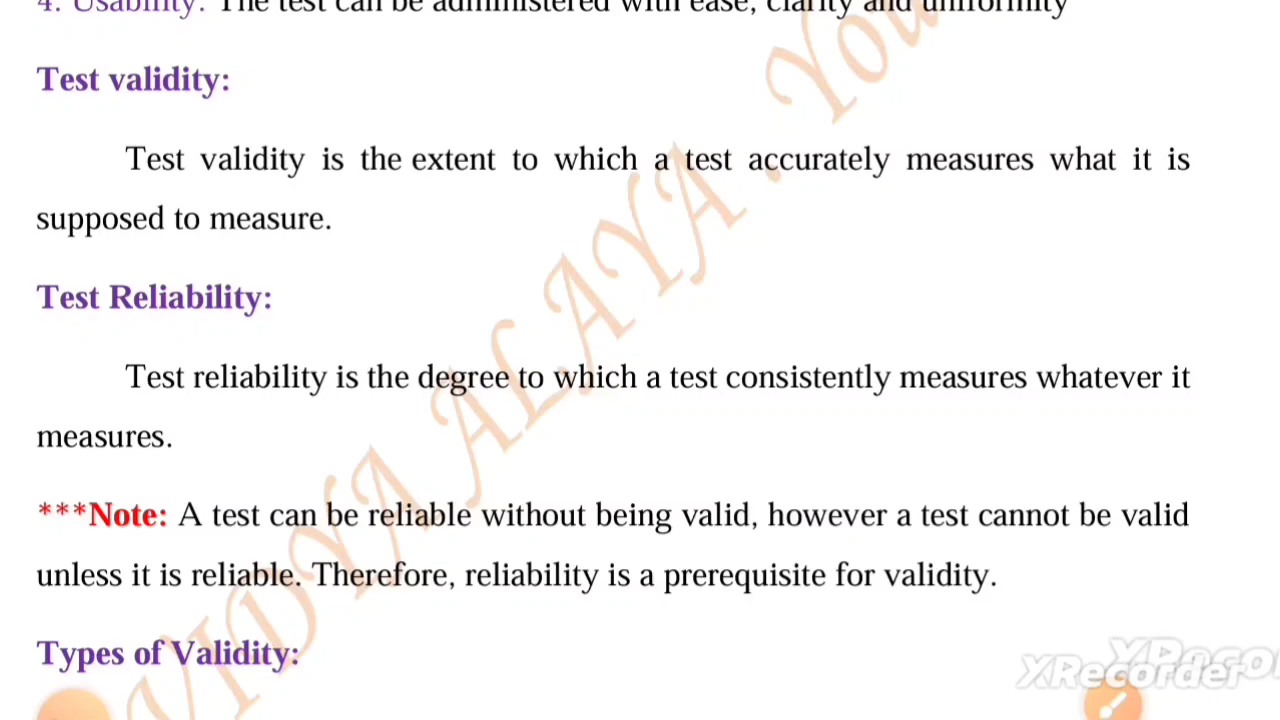 4. Usability: The test can be administered with ease, clarity and uniformity
Test validity:
Test validity is the extent to which a test accurately measures what it is
supposed to measure.
Test Reliability:
Test reliability is the degree to which a test consistently measures whatever it
measures.
***Note: A test can be reliable without being valid, however a test cannot be valid
unless it is reliable. Therefore, reliability is a prerequisite for validity.
Types of Validity:
VIDYA ALAYA . You
XRecorder